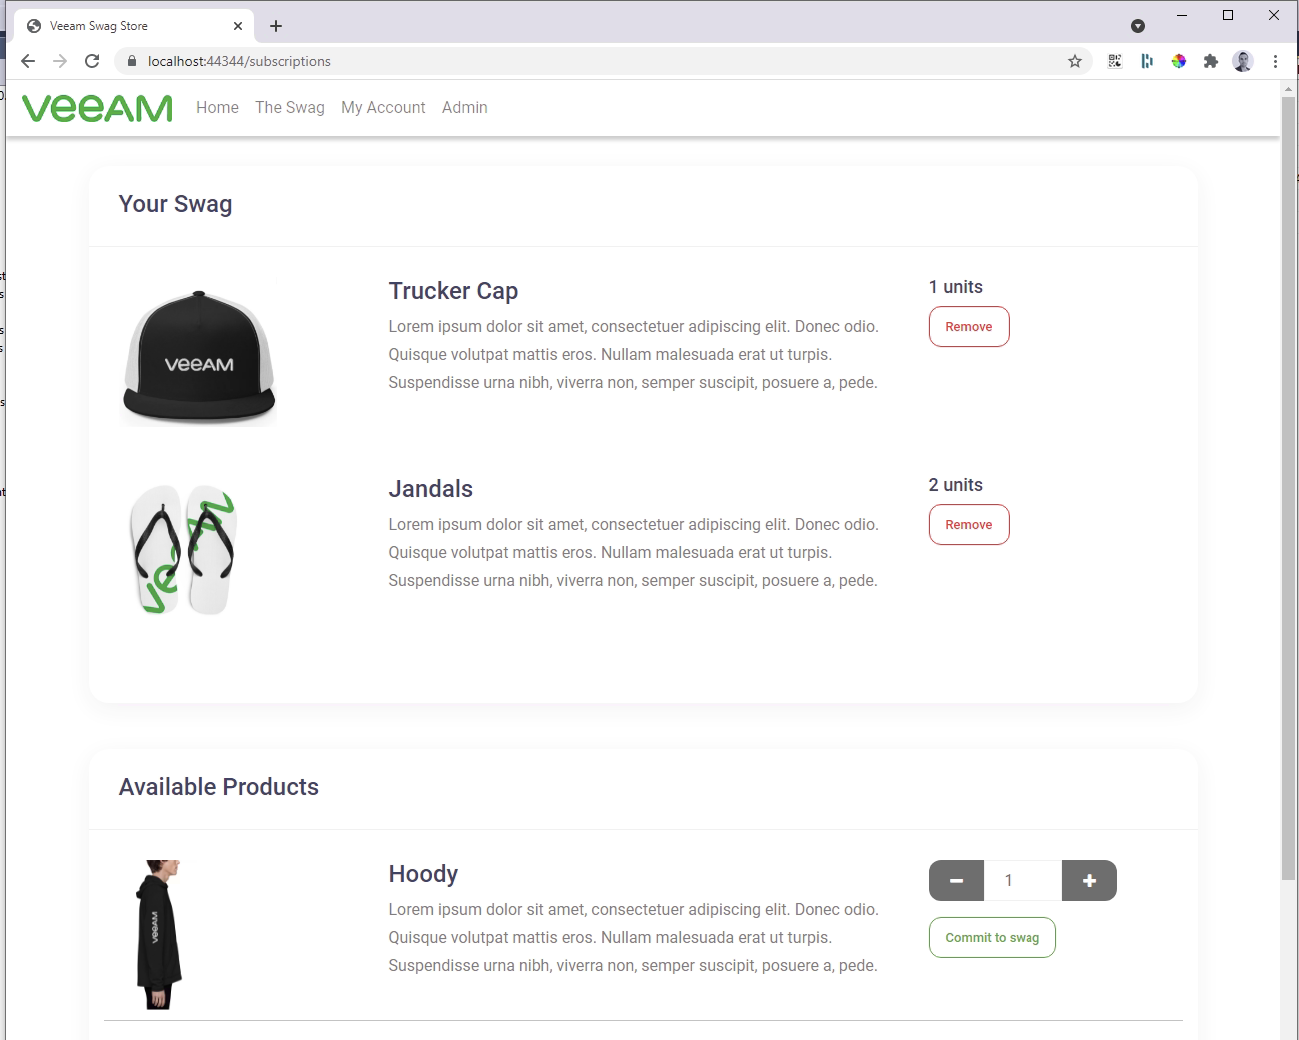 Veeam Swag Store
localhost:44344/subscriptions
veeAM
Home
The Swag
My Account
Admin
Your Swag
veeAM
Trucker Cap
Lorem ipsum dolor sit amet, consectetuer adipiscing elit. Donec odio.
Quisque volutpat mattis eros. Nullam malesuada erat ut turpis.
Suspendisse urna nibh, viverra non, semper suscipit, posuere a, pede.
1 units
Remove
Jandals
Lorem ipsum dolor sit amet, consectetuer adipiscing elit. Donec odio.
Quisque volutpat mattis eros. Nullam malesuada erat ut turpis.
Suspendisse urna nibh, viverra non, semper suscipit, posuere a, pede.
2 units
Remove
Available Products
veeAM
Hoody
Lorem ipsum dolor sit amet, consectetuer adipiscing elit. Donec odio.
Quisque volutpat mattis eros. Nullam malesuada erat ut turpis.
Suspendisse urna nibh, viverra non, semper suscipit, posuere a, pede.
1
Commit to swag